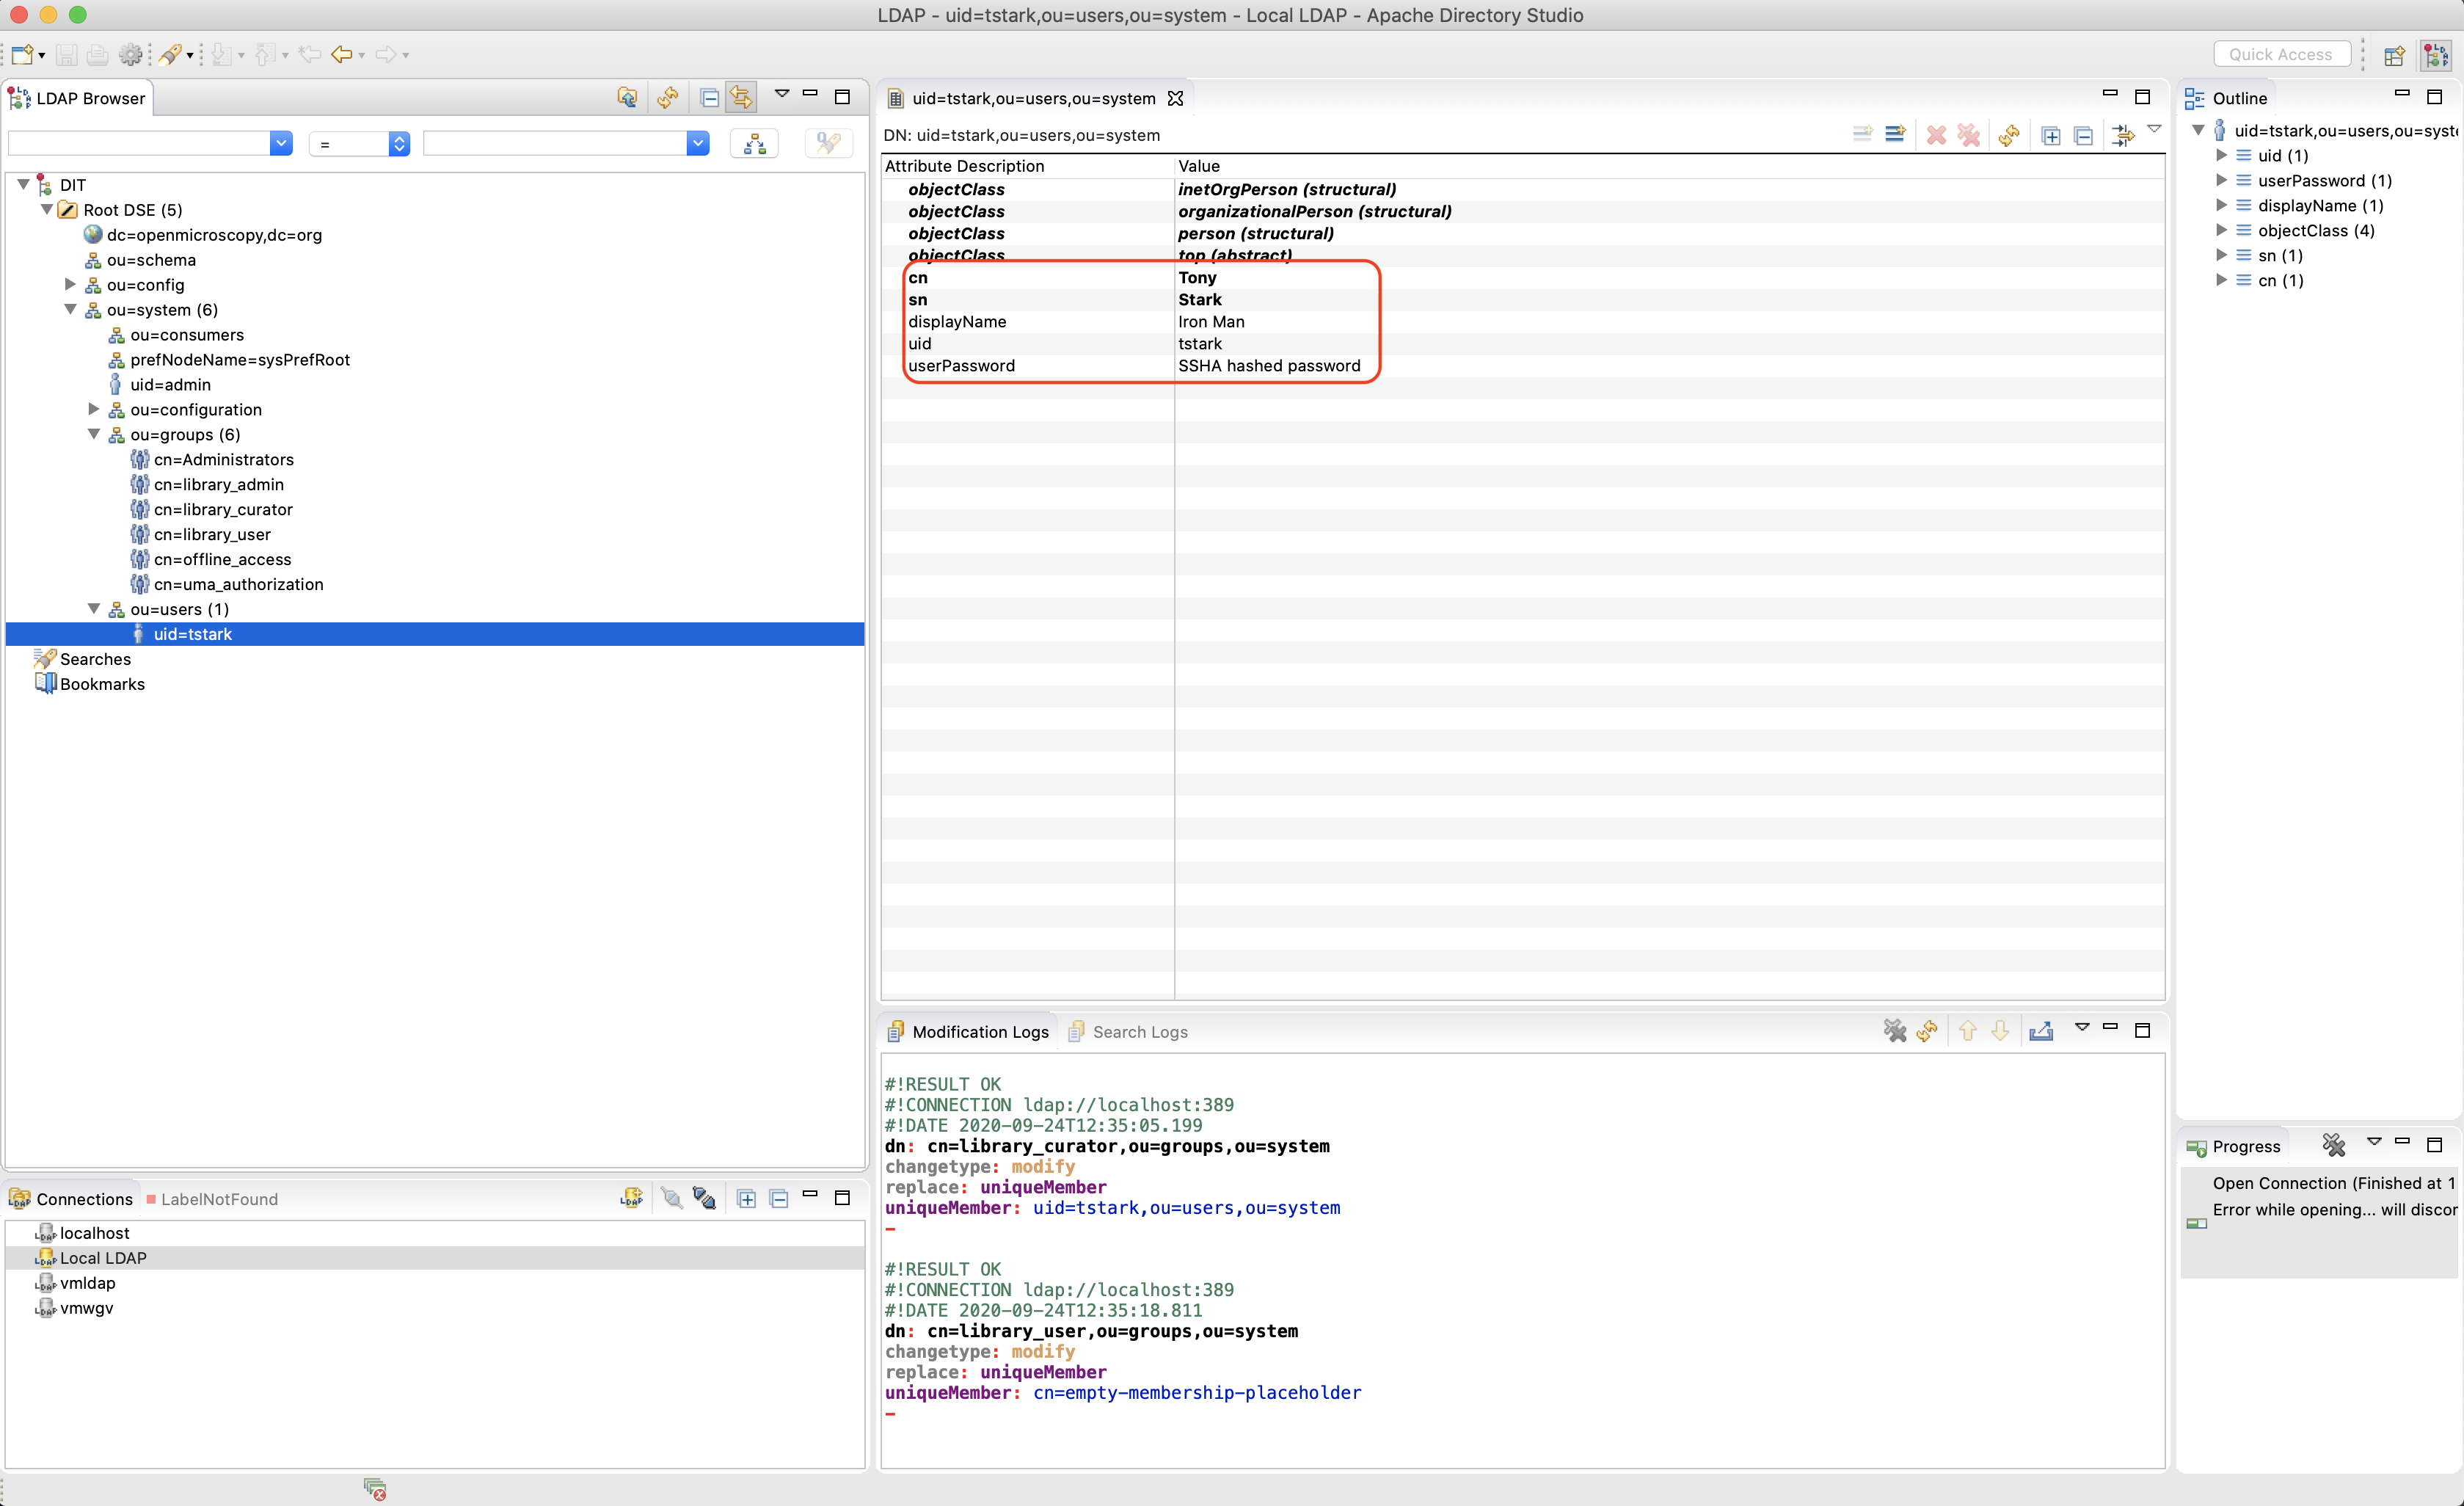 LDAP - uid=tstark,ou=users,ou=system - Local LDAP - Apache Directory Studio
Quick Access
LDAP Browser
=
DIT
Root DSE (5)
dc=openmicroscopy,dc=org
ou=schema
ou=config
ou=system (6)
ou=consumers
prefNodeName=sysPrefRoot
uid=admin
ou=configuration
ou=groups (6)
cn=Administrators
cn=library_admin
cn=library_curator
cn=library_user
cn=offline_access
cn=uma_authorization
ou=users (1)
uid=tstark
Searches
Bookmarks
Connections LabelNotFound
localhost
Local LDAP
vmldap
vmwgv
uid=tstark,ou=users,ou=system
DN: uid=tstark,ou=users,ou=system
Attribute Description Value
objectClass inetOrgPerson (structural)
objectClass organizationalPerson (structural)
objectClass person (structural)
objectClass top (abstract)
cn Tony
sn Stark
displayName Iron Man
uid tstark
userPassword SSHA hashed password
Modification Logs Search Logs
#!RESULT OK
#!CONNECTION ldap://localhost:389
#!DATE 2020-09-24T12:35:05.199
dn: cn=library_curator,ou=groups,ou=system
changetype: modify
replace: uniqueMember
uniqueMember: uid=tstark,ou=users,ou=system
-
#!RESULT OK
#!CONNECTION ldap://localhost:389
#!DATE 2020-09-24T12:35:18.811
dn: cn=library_user,ou=groups,ou=system
changetype: modify
replace: uniqueMember
uniqueMember: cn=empty-membership-placeholder
-
Outline
uid=tstark,ou=users,ou=syste
uid (1)
userPassword (1)
displayName (1)
objectClass (4)
sn (1)
cn (1)
Progress
Open Connection (Finished at 1
Error while opening... will discor